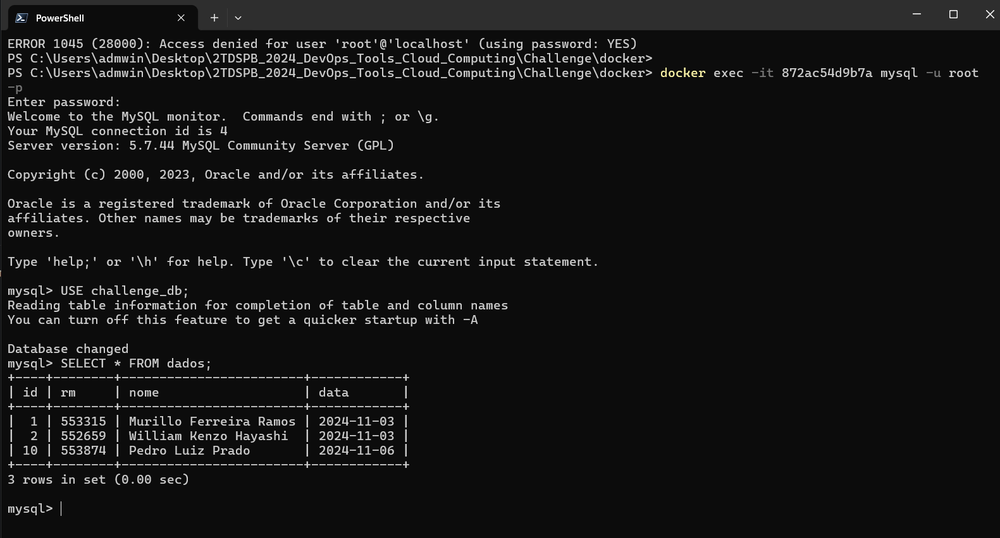 PowerShell
ERROR 1045 (28000): Access denied for user 'root'@'localhost' (using password: YES)
PS C:\Users\admwin\Desktop\2TDSPB_2024_DevOps_Tools_Cloud_Computing\Challenge\docker>
PS C:\Users\admwin\Desktop\2TDSPB_2024_DevOps_Tools_Cloud_Computing\Challenge\docker> docker exec -it 872ac54d9b7a mysql -u root
-p
Enter password:
Welcome to the MySQL monitor.  Commands end with ; or \g.
Your MySQL connection id is 4
Server version: 5.7.44 MySQL Community Server (GPL)
Copyright (c) 2000, 2023, Oracle and/or its affiliates.
Oracle is a registered trademark of Oracle Corporation and/or its
affiliates. Other names may be trademarks of their respective
owners.
Type 'help;' or '\h' for help. Type '\c' to clear the current input statement.
mysql> USE challenge_db;
Reading table information for completion of table and column names
You can turn off this feature to get a quicker startup with -A
Database changed
mysql> SELECT * FROM dados;
+----+--------+------------------------+------------+
| id | rm     | nome                   | data       |
+----+--------+------------------------+------------+
|  1 | 553315 | Murillo Ferreira Ramos | 2024-11-03 |
|  2 | 552659 | William Kenzo Hayashi  | 2024-11-03 |
| 10 | 553874 | Pedro Luiz Prado       | 2024-11-06 |
+----+--------+------------------------+------------+
3 rows in set (0.00 sec)
mysql>